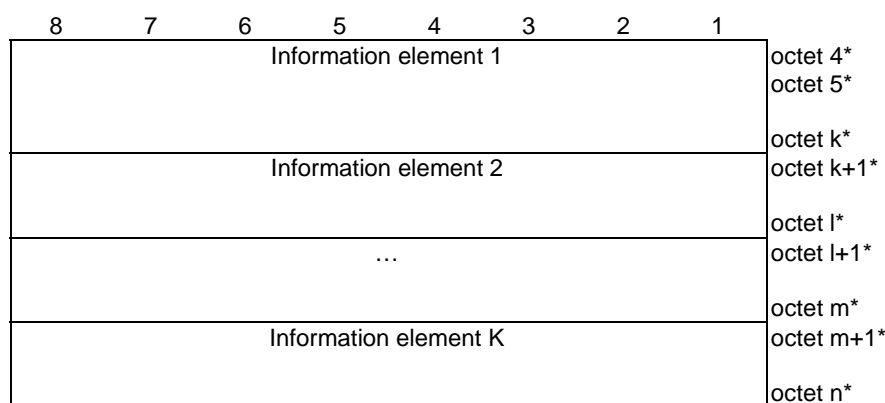 8 7 6 5 4 3 2 1
Information element 1 octet 4*
octet 5*
octet k*
Information element 2 octet k+1*
octet l*
… octet l+1*
octet m*
Information element K octet m+1*
octet n*